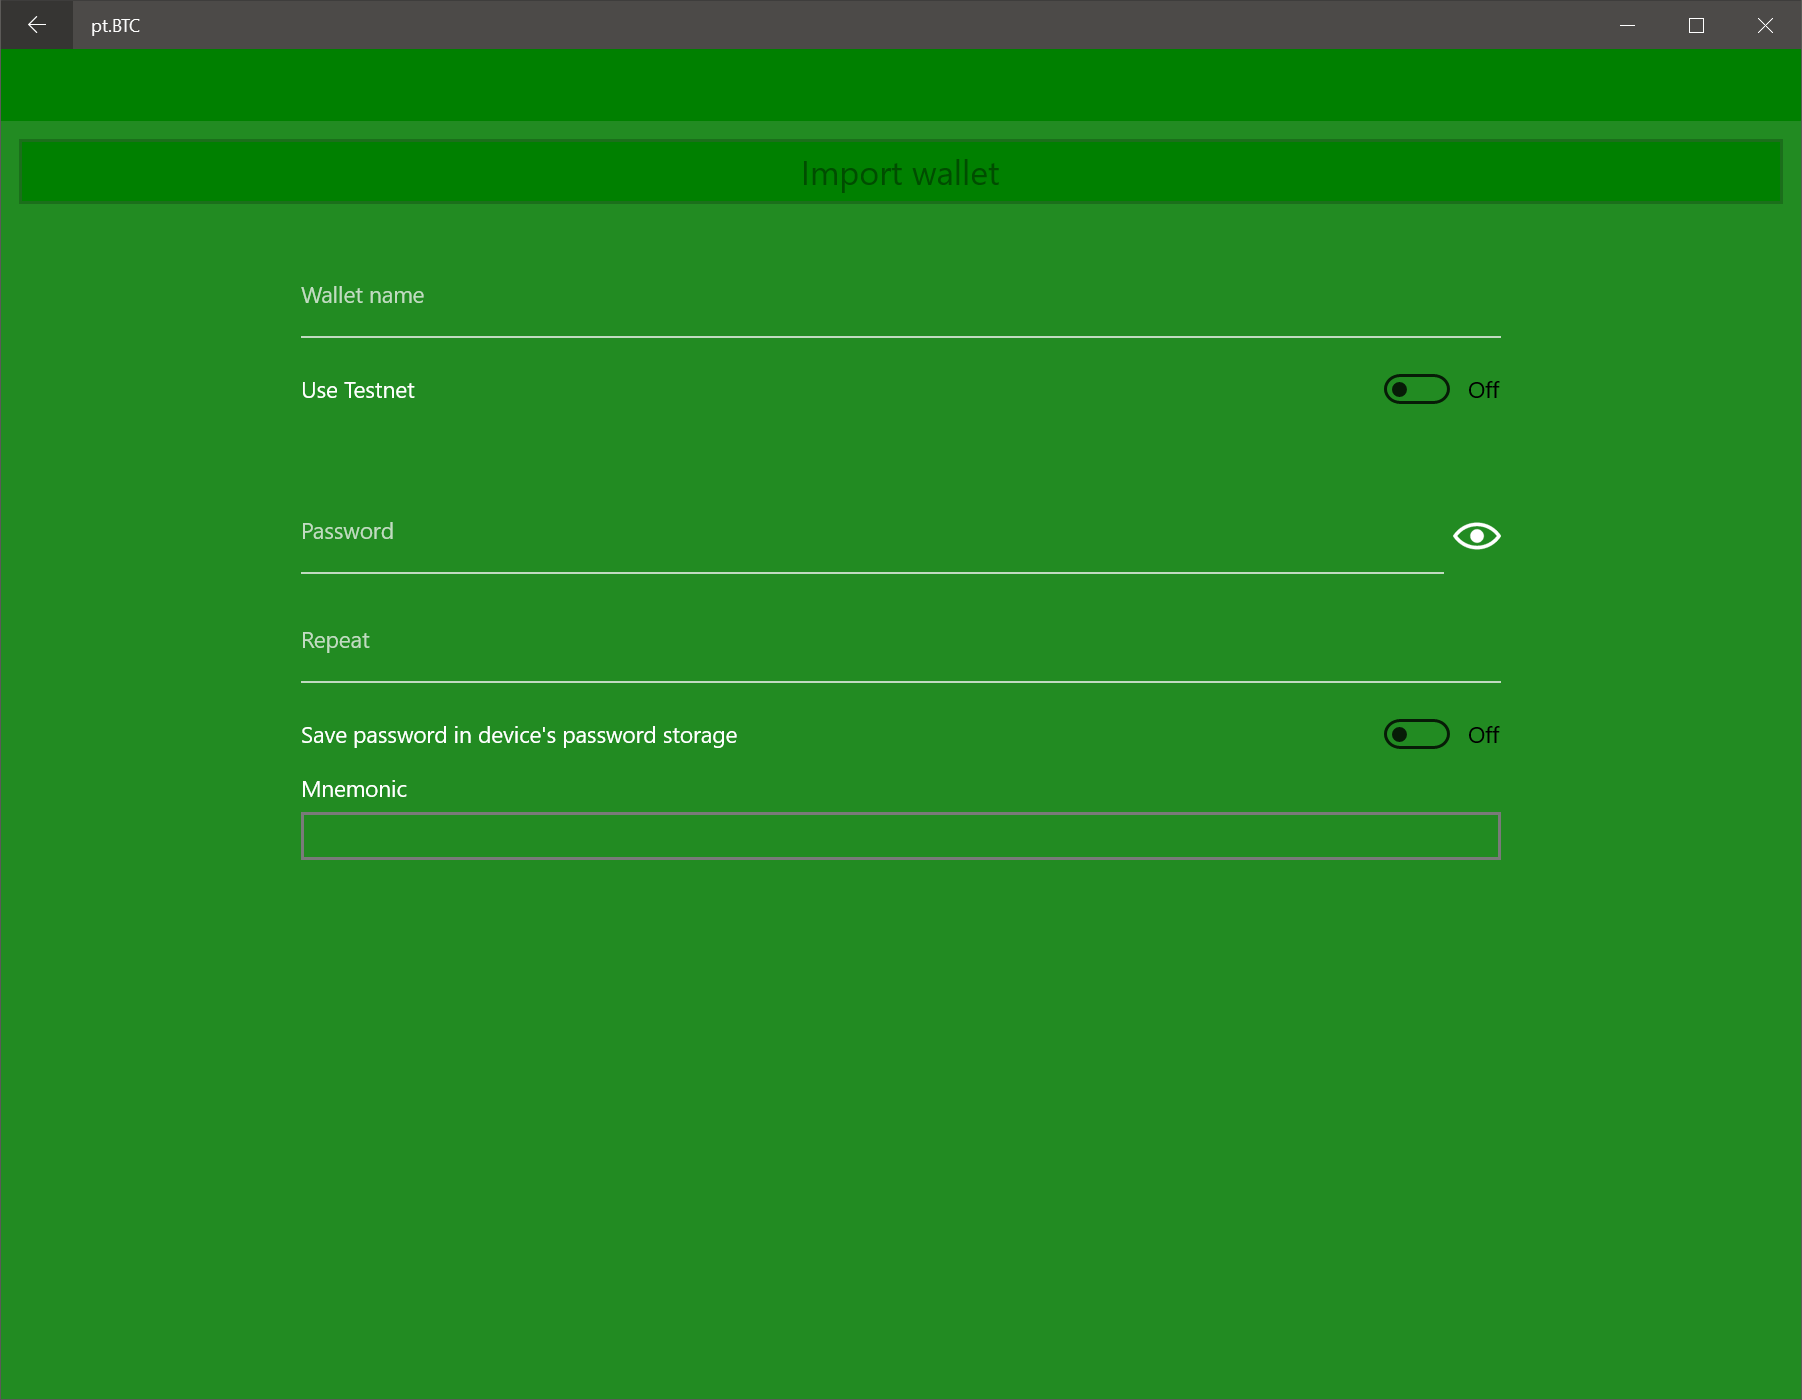 pt.BTC
Import wallet
Wallet name
Use Testnet
Off
Password
Repeat
Save password in device's password storage
Off
Mnemonic